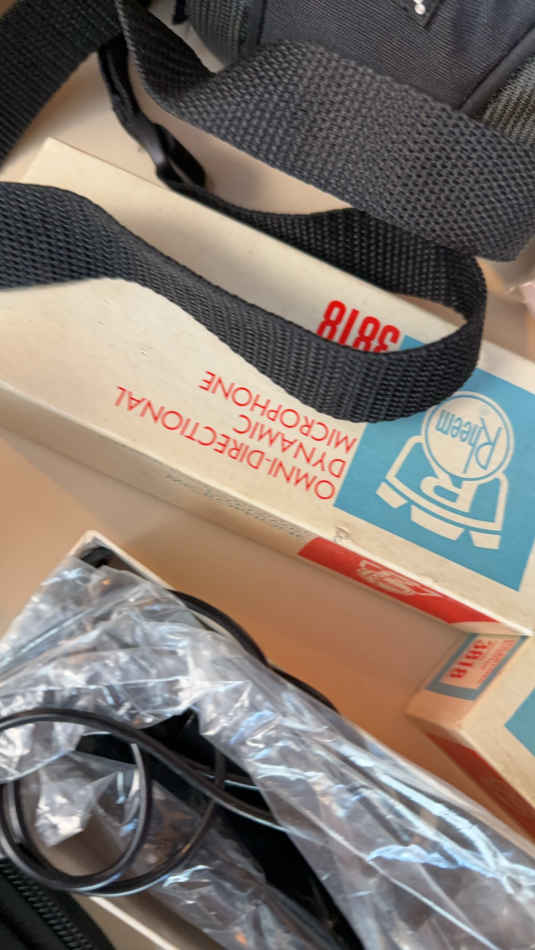 3818
OMNI-DIRECTIONAL
DYNAMIC
MICROPHONE
Rheem
3818